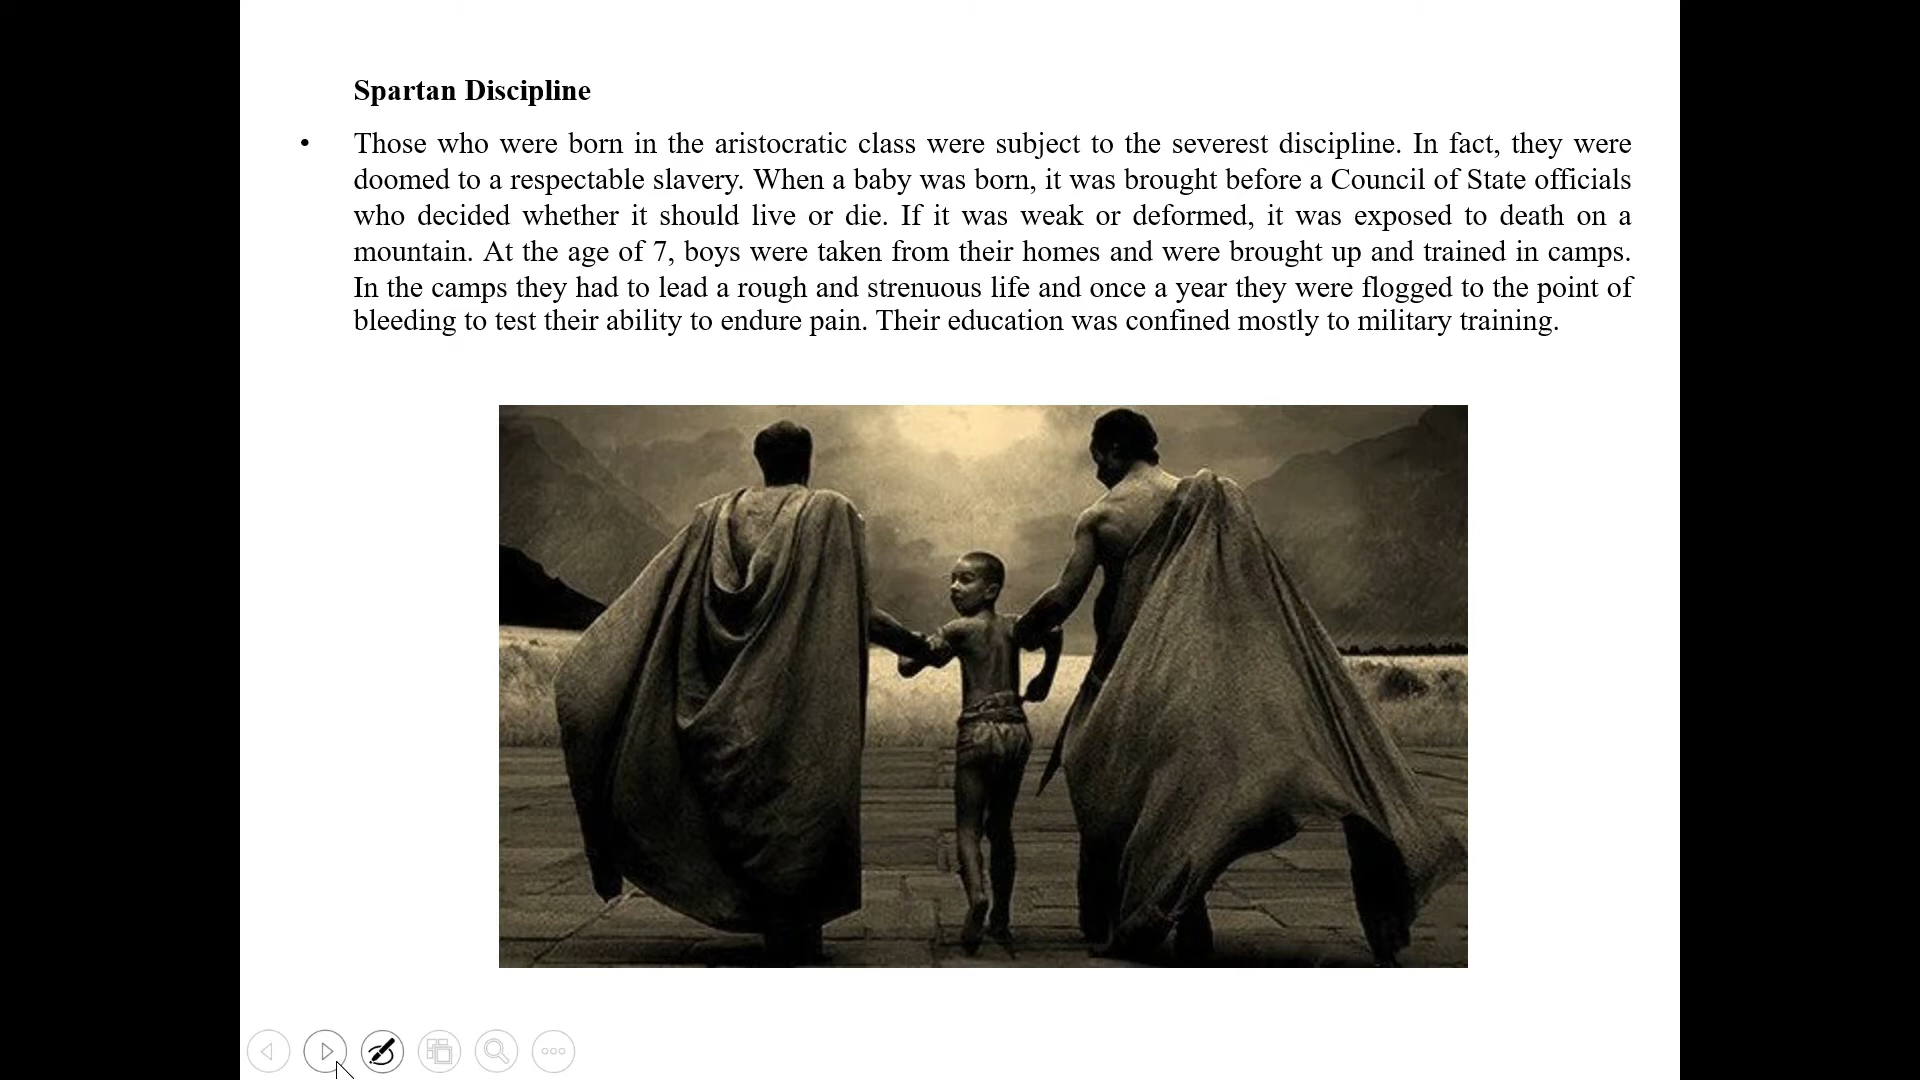 Spartan Discipline
• Those who were born in the aristocratic class were subject to the severest discipline. In fact, they were
doomed to a respectable slavery. When a baby was born, it was brought before a Council of State officials
who decided whether it should live or die. If it was weak or deformed, it was exposed to death on a
mountain. At the age of 7, boys were taken from their homes and were brought up and trained in camps.
In the camps they had to lead a rough and strenuous life and once a year they were flogged to the point of
bleeding to test their ability to endure pain. Their education was confined mostly to military training.